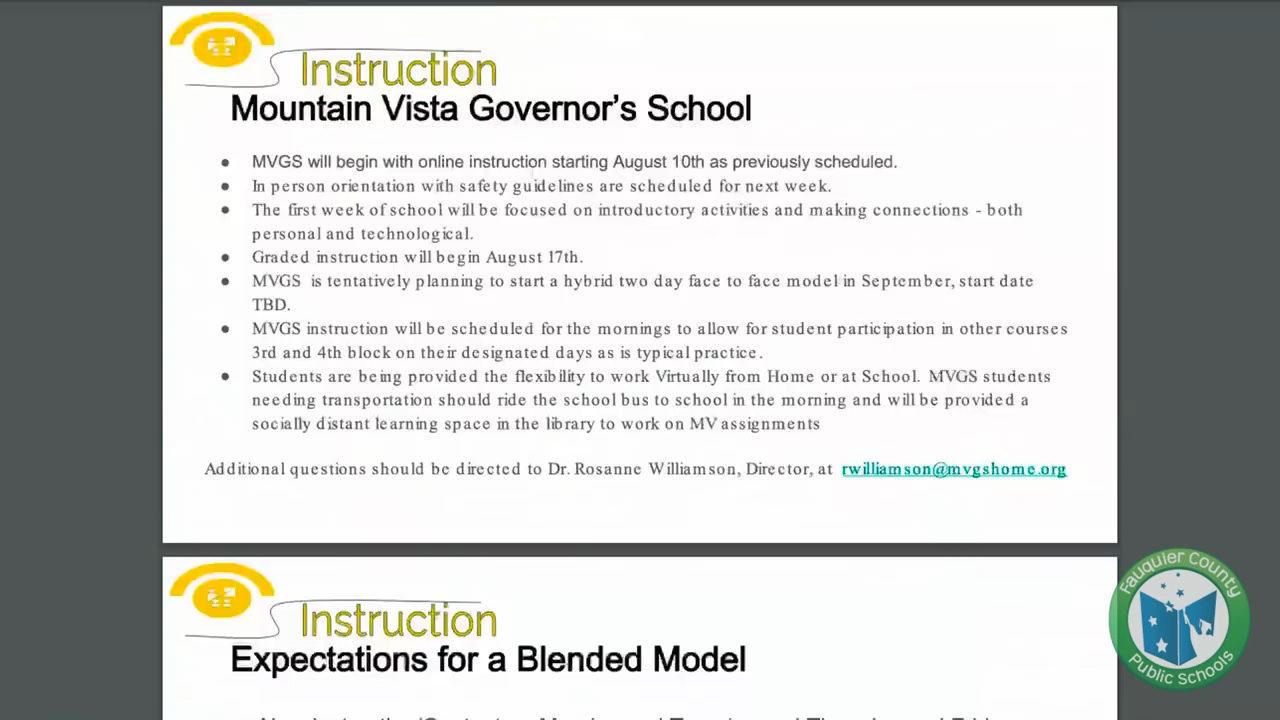 Instruction
Mountain Vista Governor's School
● MVGS will begin with online instruction starting August 10th as previously scheduled.
● In person orientation with safety guidelines are scheduled for next week.
● The first week of school will be focused on introductory activities and making connections - both
personal and technological.
● Graded instruction will begin August 17th.
● MVGS is tentatively planning to start a hybrid two day face to face model in September, start date
TBD.
● MVGS instruction will be scheduled for the mornings to allow for student participation in other courses
3rd and 4th block on their designated days as is typical practice.
● Students are being provided the flexibility to work Virtually from Home or at School. MVGS students
needing transportation should ride the school bus to school in the morning and will be provided a
socially distant learning space in the library to work on MV assignments
Additional questions should be directed to Dr. Rosanne Williamson, Director, at rwilliamson@mvgshome.org
Instruction
Expectations for a Blended Model
Fauquier County
Public Schools